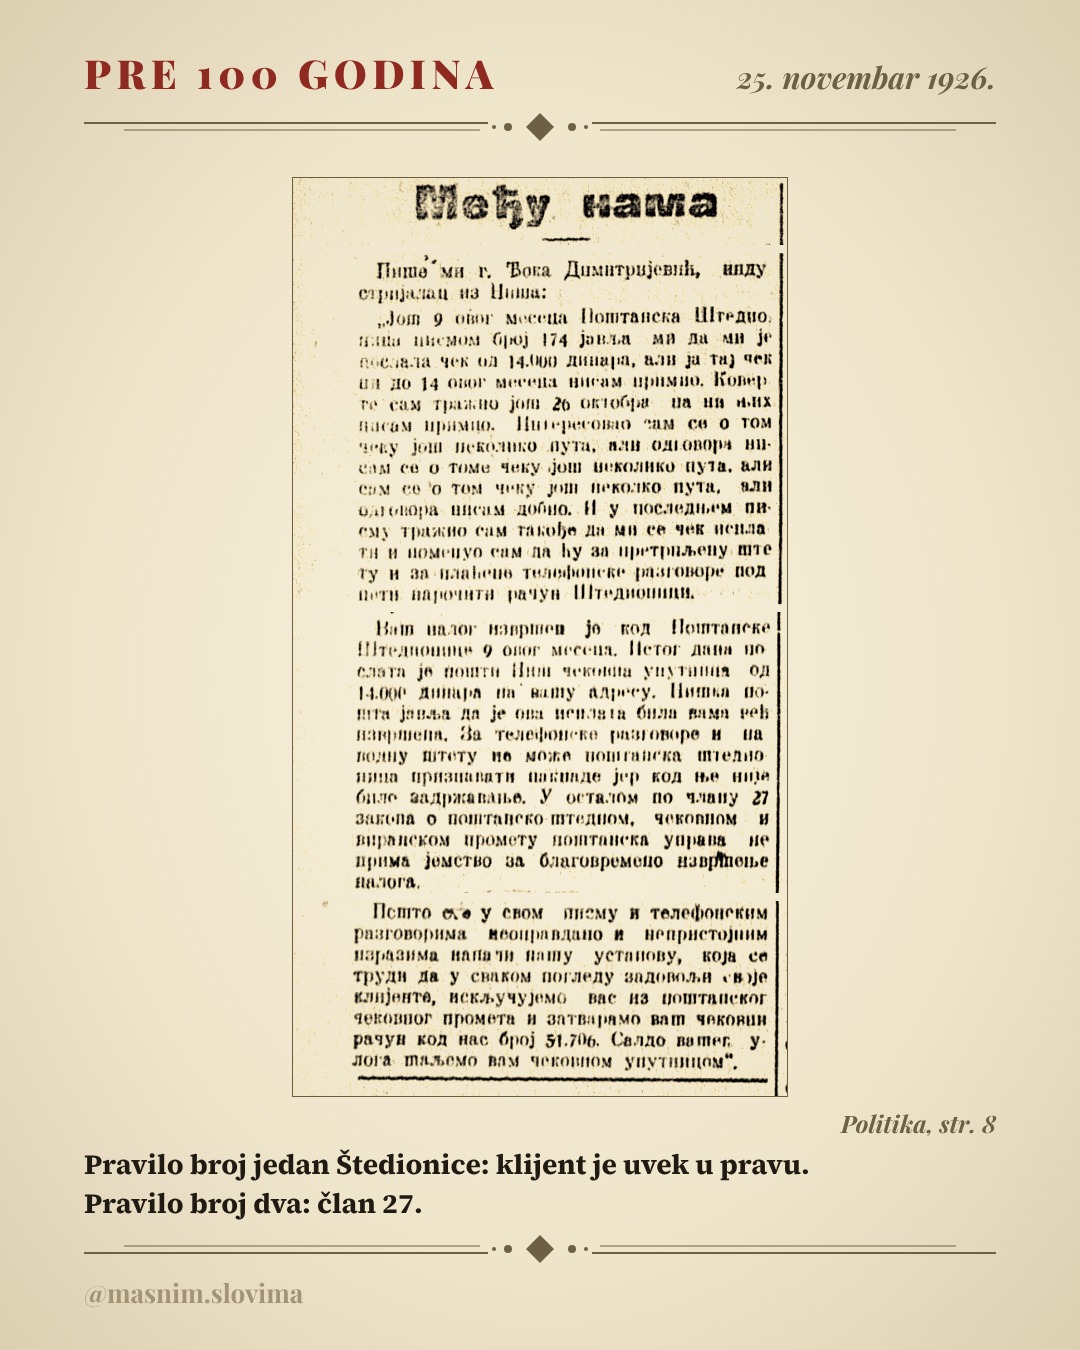 PRE 100 GODINA
25. novembar 1926.
Међу нама
Пише ми г. Ђока Димитријевић, инду
стријалац из Ниша:
„Још 9 овог месеца Поштанска Штедио.
ница писмом број 174 јавља ми да ми је
послала чек од 14.000 динара, али ја тај чек
ни до 14 овог месеца нисам примио. Ковер
те сам тражио још 26 октобра па ни њих
нисам примио. Интересовао сам се о том
чеку још неколико пута, али одговора ни-
сам се о томе чеку још неколико пута, али
сам се о том чеку још неколко пута, али
одговора нисам добио. И у последњем пи-
сму тражио сам такође да ми се чек испла
ти и поменуо сам да ћу за претрпљену ште
ту и за плаћене телефонске разговоре под
нети нарочити рачун Штедионици.
Ваш налог извршен је код Поштанске
Штедионице 9 овог месеца. Истог дана по
слата је пошти Ниш чековна упутница од
14.000 динара на вашу адресу. Нишка по-
шта јавља да је ова исплата била вама већ
извршена. За телефонске разговоре и на
водну штету не може поштанска штедио
ница признавати накнаде јер код ње није
било задржавање. У осталом по члану 27
закона о поштанско штедном, чековном и
вирманском промету поштанска управа не
прима јемство за благовремено извршење
налога.
Пошто сте у свом писму и телефонским
разговорима неоправдано и непристојним
изразима напали нашу установу, која се
труди да у сваком погледу задовољи своје
клијенте, искључујемо вас из поштанског
чековног промета и затварамо ваш чековни
рачун код нас број 51.706. Салдо вашег у-
лога шаљемо вам чековном упутницом“.
Politika, str. 8
Pravilo broj jedan Štedionice: klijent je uvek u pravu.
Pravilo broj dva: član 27.
@masnim.slovima